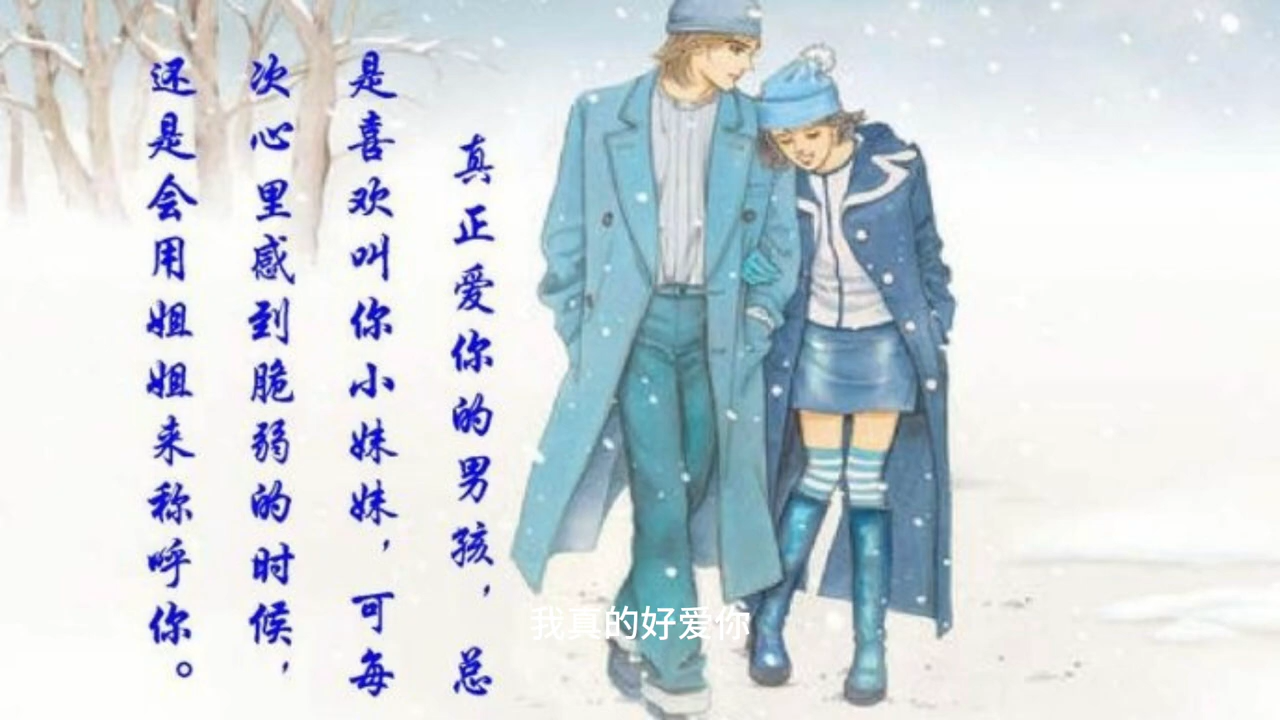 真正爱你的男孩，总
是喜欢叫你小妹妹，可每
次心里感到脆弱的时候，
还是会用姐姐来称呼你。
我真的好爱你